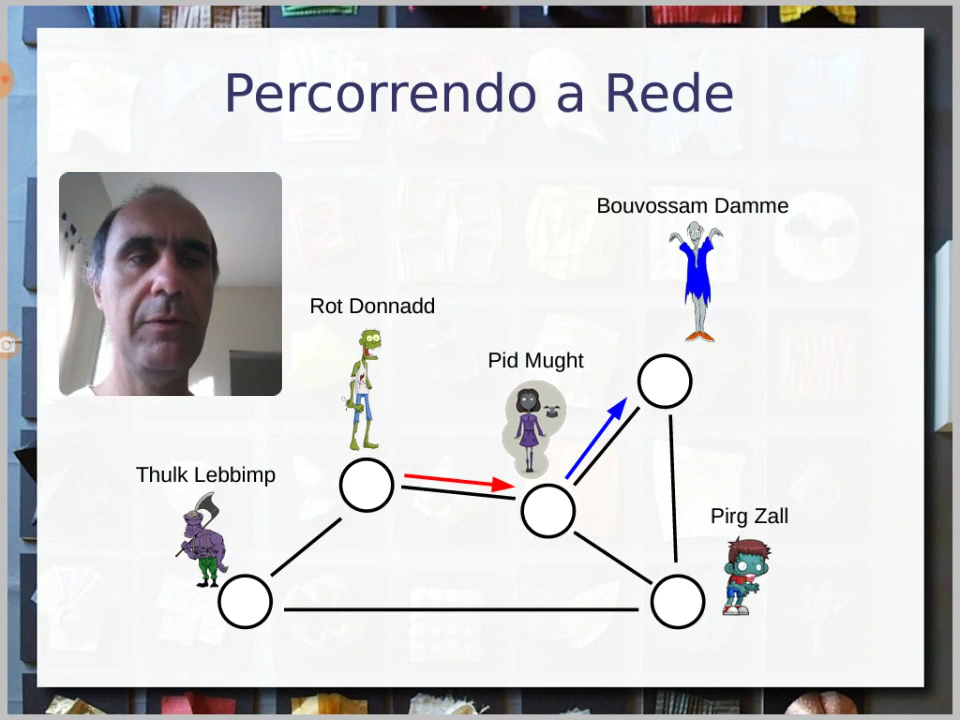 Percorrendo a Rede
Bouvossam Damme
Rot Donnadd
Pid Mught
Thulk Lebbimp
Pirg Zall